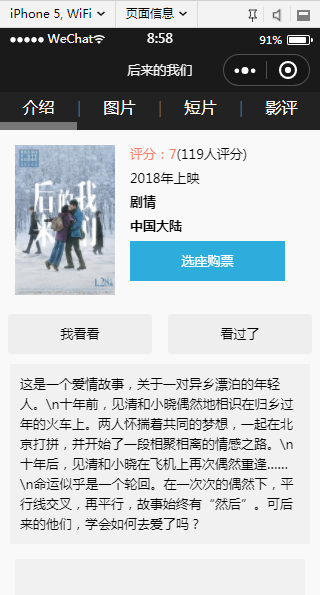 iPhone 5, WiFi 页面信息
WeChat 8:58 91%
后来的我们
介绍 图片 短片 影评
后的我
1.28
评分：7(119人评分)
2018年上映
剧情
中国大陆
选座购票
我看看 看过了
这是一个爱情故事，关于一对异乡漂泊的年轻
人。\n十年前，见清和小晓偶然地相识在归乡过
年的火车上。两人怀揣着共同的梦想，一起在北
京打拼，并开始了一段相聚相离的情感之路。\n
十年后，见清和小晓在飞机上再次偶然重逢……
\n命运似乎是一个轮回。在一次次的偶然下，平
行线交叉，再平行，故事始终有“然后”。可后
来的他们，学会如何去爱了吗？